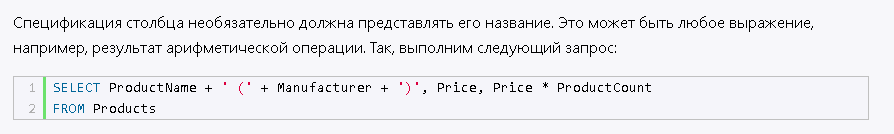 Спецификация столбца необязательно должна представлять его название. Это может быть любое выражение,
например, результат арифметической операции. Так, выполним следующий запрос:
1 SELECT ProductName + ' (' + Manufacturer + ')', Price, Price * ProductCount
2 FROM Products